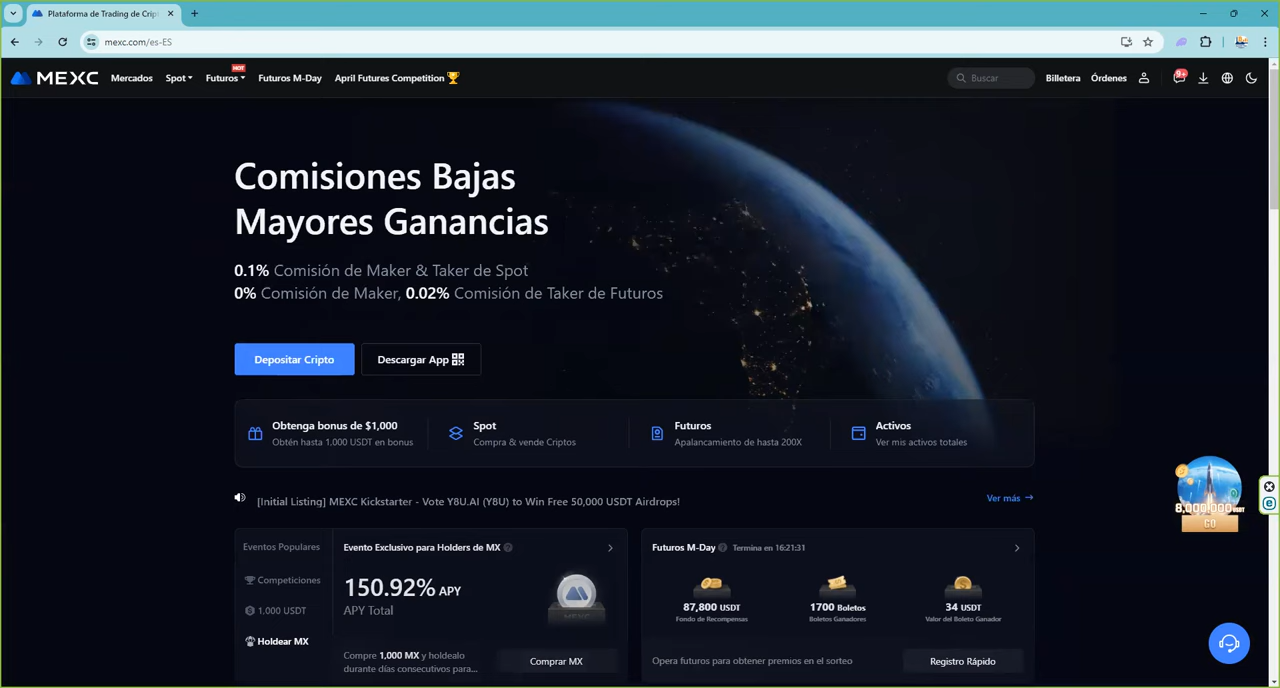 Plataforma de Trading de Crip
mexc.com/es-ES
MEXC Mercados Spot Futuros HOT Futuros M-Day April Futures Competition Buscar Billetera Órdenes 9+
Comisiones Bajas
Mayores Ganancias
0.1% Comisión de Maker & Taker de Spot
0% Comisión de Maker, 0.02% Comisión de Taker de Futuros
Depositar Cripto Descargar App
Obtenga bonus de $1,000
Obtén hasta 1.000 USDT en bonus
Spot
Compra & vende Criptos
Futuros
Apalancamiento de hasta 200X
Activos
Ver mis activos totales
8,000,000 USDT
GO
[Initial Listing] MEXC Kickstarter - Vote Y8U.AI (Y8U) to Win Free 50,000 USDT Airdrops!
Ver más
Eventos Populares
Competiciones
1,000 USDT
Holdear MX
Evento Exclusivo para Holders de MX
150.92% APY
APY Total
MEXC
Compre 1,000 MX y holdealo
durante días consecutivos para...
Comprar MX
Futuros M-Day Termina en 16:21:31
87,800 USDT
Fondo de Recompensas
1700 Boletos
Boletos Ganadores
34 USDT
Valor del Boleto Ganador
Opera futuros para obtener premios en el sorteo
Registro Rápido